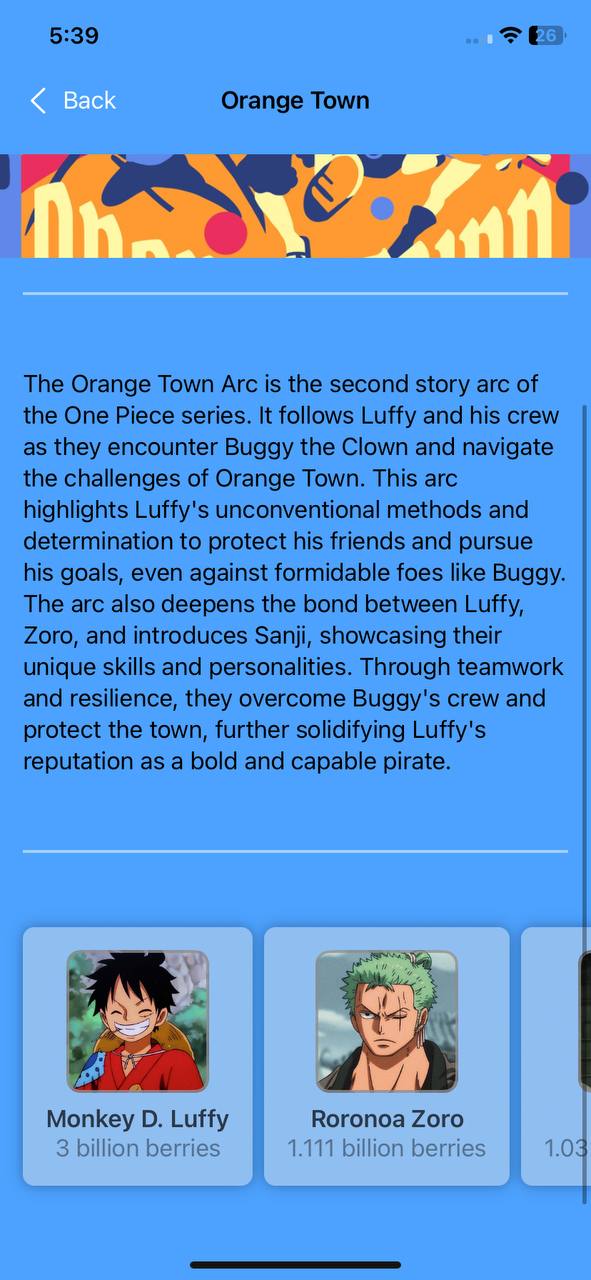 5:39
26
Back
Orange Town
The Orange Town Arc is the second story arc of
the One Piece series. It follows Luffy and his crew
as they encounter Buggy the Clown and navigate
the challenges of Orange Town. This arc
highlights Luffy's unconventional methods and
determination to protect his friends and pursue
his goals, even against formidable foes like Buggy.
The arc also deepens the bond between Luffy,
Zoro, and introduces Sanji, showcasing their
unique skills and personalities. Through teamwork
and resilience, they overcome Buggy's crew and
protect the town, further solidifying Luffy's
reputation as a bold and capable pirate.
Monkey D. Luffy
3 billion berries
Roronoa Zoro
1.111 billion berries
1.03